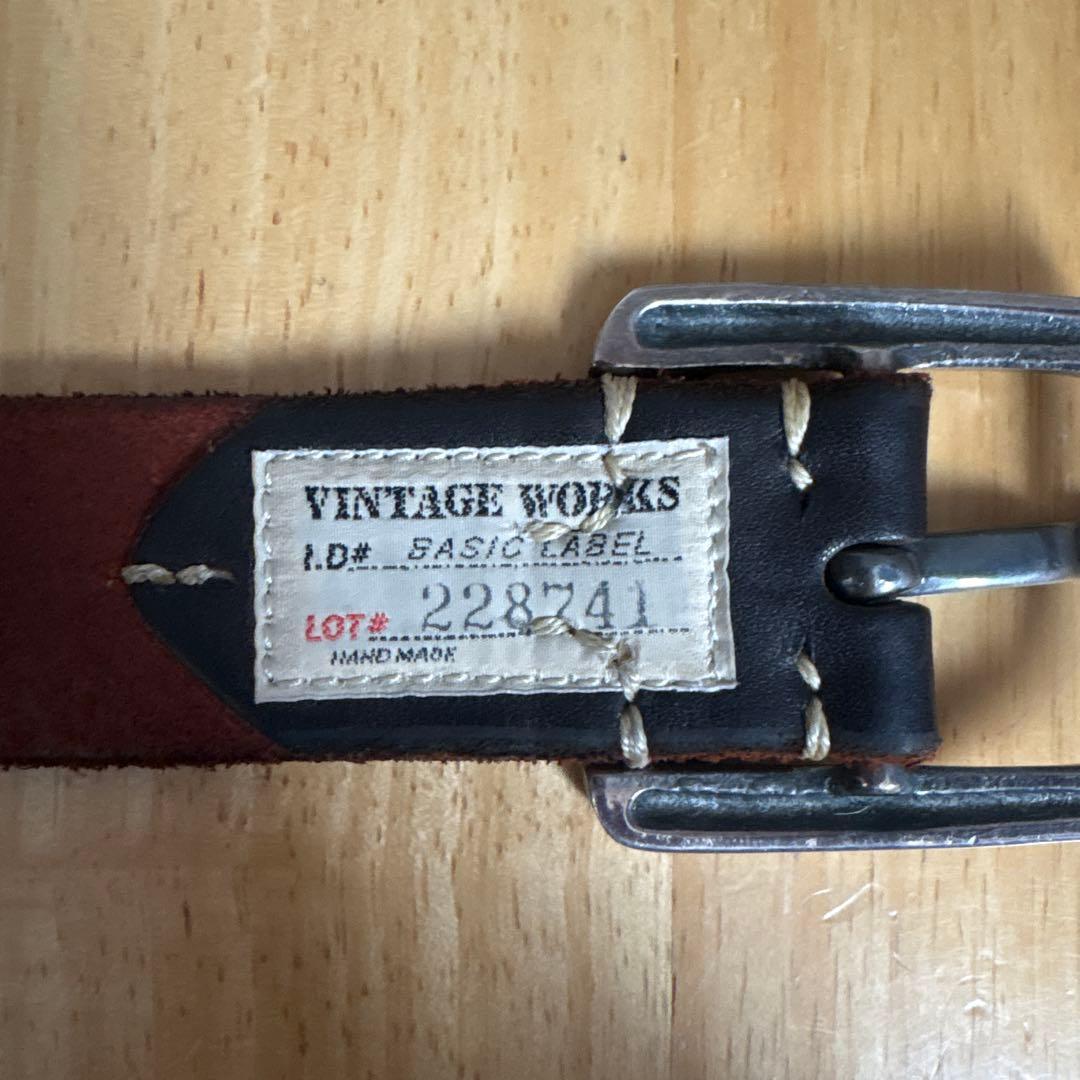 VINTAGE WORKS
I.D# BASIC LABEL
LOT# 228741
HAND MADE